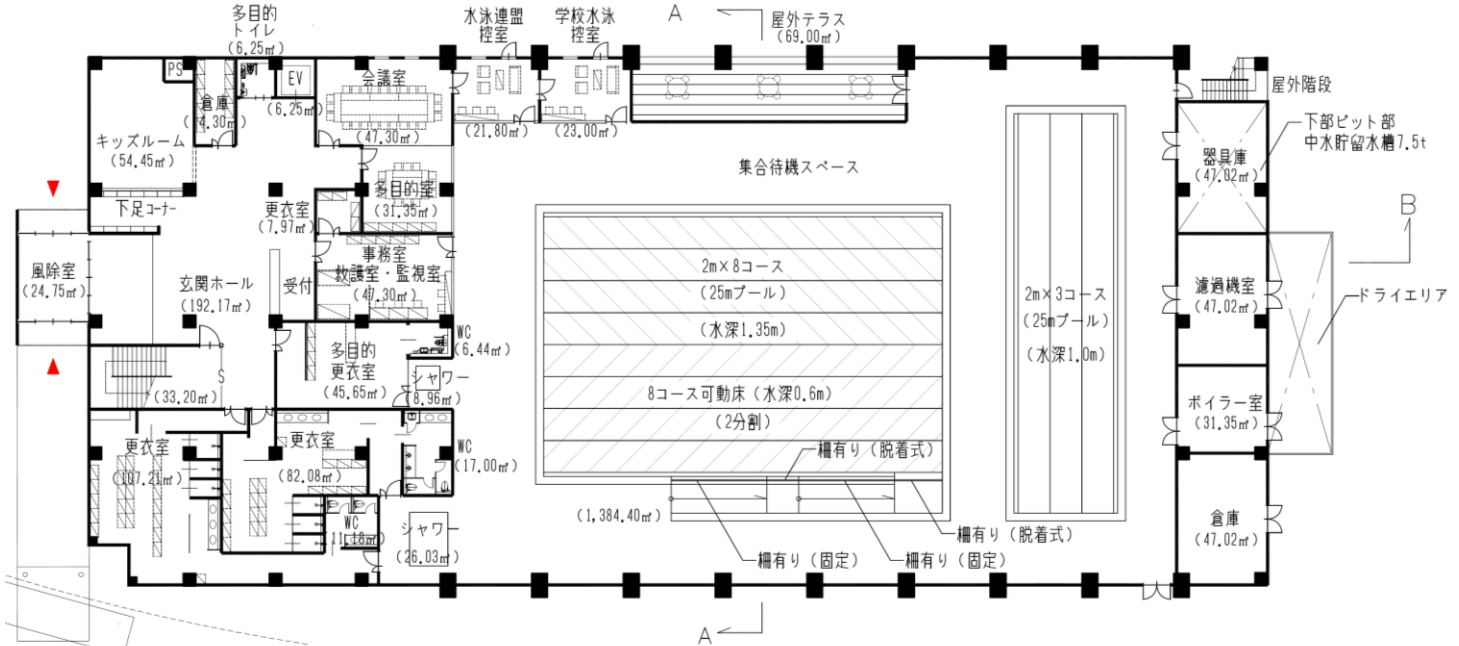 多目的
トイレ
(6.25㎡)
水泳連盟
控室
学校水泳
控室
A
屋外テラス
(69.00㎡)
PS
倉庫
(14.30㎡)
EV
(6.25㎡)
会議室
(47.30㎡)
(21.80㎡)
(23.00㎡)
屋外階段
キッズルーム
(54.45㎡)
集合待機スペース
器具庫
(47.02㎡)
下部ピット部
中水貯留水槽7.5t
下足コーナー
更衣室
(7.97㎡)
多目的室
(31.35㎡)
B
風除室
(24.75㎡)
玄関ホール
(192.17㎡)
受付
事務室
救護室・監視室
(47.30㎡)
2m×8コース
(25mプール)
(水深1.35m)
2m×3コース
(25mプール)
(水深1.0m)
濾過機室
(47.02㎡)
ドライエリア
多目的
更衣室
(45.65㎡)
WC
(6.44㎡)
シャワー
(8.96㎡)
S
(33.20㎡)
8コース可動床(水深0.6m)
(2分割)
ボイラー室
(31.35㎡)
更衣室
(107.21㎡)
更衣室
(82.08㎡)
WC
(17.00㎡)
柵有り(脱着式)
WC
(11.18㎡)
シャワー
(26.03㎡)
(1,384.40㎡)
柵有り(脱着式)
柵有り(固定)
柵有り(固定)
倉庫
(47.02㎡)
A